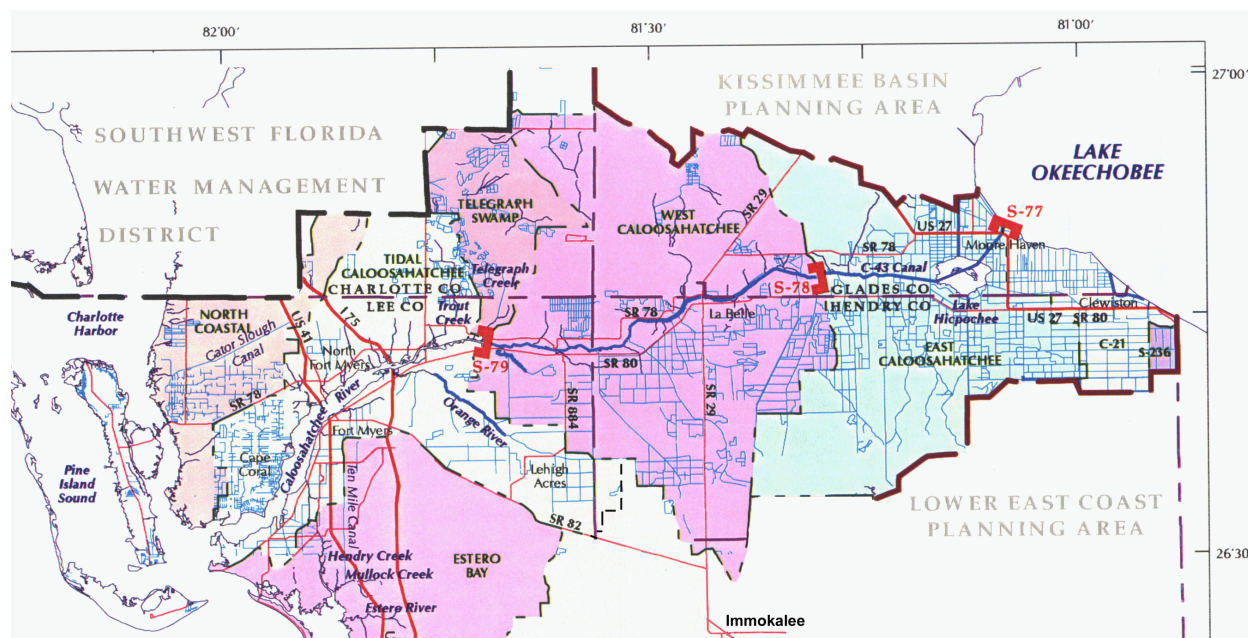 82°00'
81°30'
81°00'
27°00'
KISSIMMEE BASIN
PLANNING AREA
SOUTHWEST FLORIDA
WATER MANAGEMENT
DISTRICT
LAKE
OKEECHOBEE
TELEGRAPH
SWAMP
WEST
CALOOSAHATCHEE
SR 29
S-77
US 27
Moore Haven
SR 78
TIDAL
CALOOSAHATCHEE
Telegraph
Creek
C-43 Canal
CHARLOTTE CO
LEE CO
S-78
GLADES CO
HENDRY CO
Trout
Creek
Charlotte
Harbor
NORTH
COASTAL
Gator Slough
Canal
US 41
I 75
SR 78
La Belle
Lake
Hicpochee
Clewiston
US 27
SR 80
North
Fort Myers
C-21
S-236
S-79
SR 80
EAST
CALOOSAHATCHEE
SR 78
Caloosahatchee
River
SR 884
SR 29
Orange River
Fort Myers
Cape
Coral
Pine
Island
Sound
Ten Mile Canal
Lehigh
Acres
SR 82
LOWER EAST COAST
PLANNING AREA
26°30'
Hendry Creek
Mullock Creek
Estero River
ESTERO
BAY
Immokalee